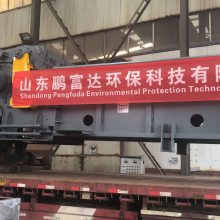 山东鹏富达环保科技有限
Shandong Pengfuda Environmental Protection Techno